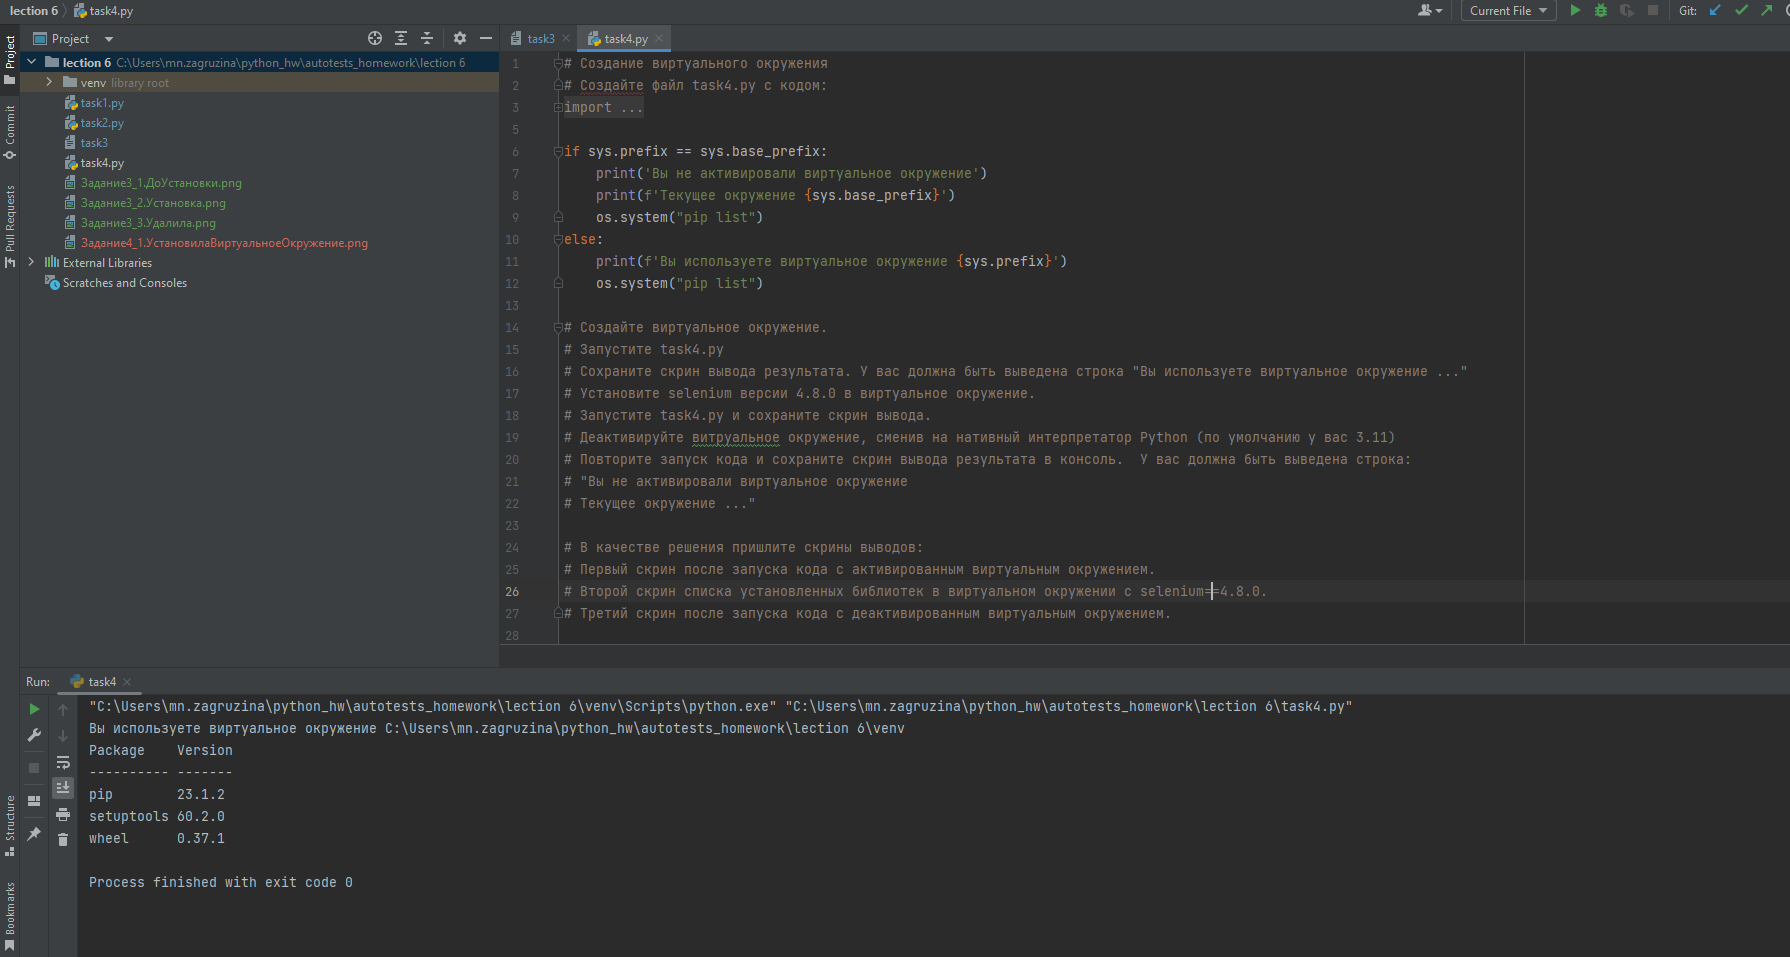 lection 6 task4.py
Current File
Git:
Project
lection 6 C:\Users\mn.zagruzina\python_hw\autotests_homework\lection 6
venv library root
task1.py
task2.py
task3
task4.py
Задание3_1.ДоУстановки.png
Задание3_2.Установка.png
Задание3_3.Удалила.png
Задание4_1.УстановилаВиртуальноеОкружение.png
External Libraries
Scratches and Consoles
Project
Commit
Pull Requests
Structure
Bookmarks
task3 task4.py
1 # Создание виртуального окружения
2 # Создайте файл task4.py с кодом:
3 import ...
5
6 if sys.prefix == sys.base_prefix:
7 print('Вы не активировали виртуальное окружение')
8 print(f'Текущее окружение {sys.base_prefix}')
9 os.system("pip list")
10 else:
11 print(f'Вы используете виртуальное окружение {sys.prefix}')
12 os.system("pip list")
13
14 # Создайте виртуальное окружение.
15 # Запустите task4.py
16 # Сохраните скрин вывода результата. У вас должна быть выведена строка "Вы используете виртуальное окружение ..."
17 # Установите selenium версии 4.8.0 в виртуальное окружение.
18 # Запустите task4.py и сохраните скрин вывода.
19 # Деактивируйте витруальное окружение, сменив на нативный интерпретатор Python (по умолчанию у вас 3.11)
20 # Повторите запуск кода и сохраните скрин вывода результата в консоль.  У вас должна быть выведена строка:
21 # "Вы не активировали виртуальное окружение
22 # Текущее окружение ..."
23
24 # В качестве решения пришлите скрины выводов:
25 # Первый скрин после запуска кода с активированным виртуальным окружением.
26 # Второй скрин списка установленных библиотек в виртуальном окружении с selenium==4.8.0.
27 # Третий скрин после запуска кода с деактивированным виртуальным окружением.
28
Run: task4
"C:\Users\mn.zagruzina\python_hw\autotests_homework\lection 6\venv\Scripts\python.exe" "C:\Users\mn.zagruzina\python_hw\autotests_homework\lection 6\task4.py"
Вы используете виртуальное окружение C:\Users\mn.zagruzina\python_hw\autotests_homework\lection 6\venv
Package    Version
---------- -------
pip        23.1.2
setuptools 60.2.0
wheel      0.37.1
Process finished with exit code 0